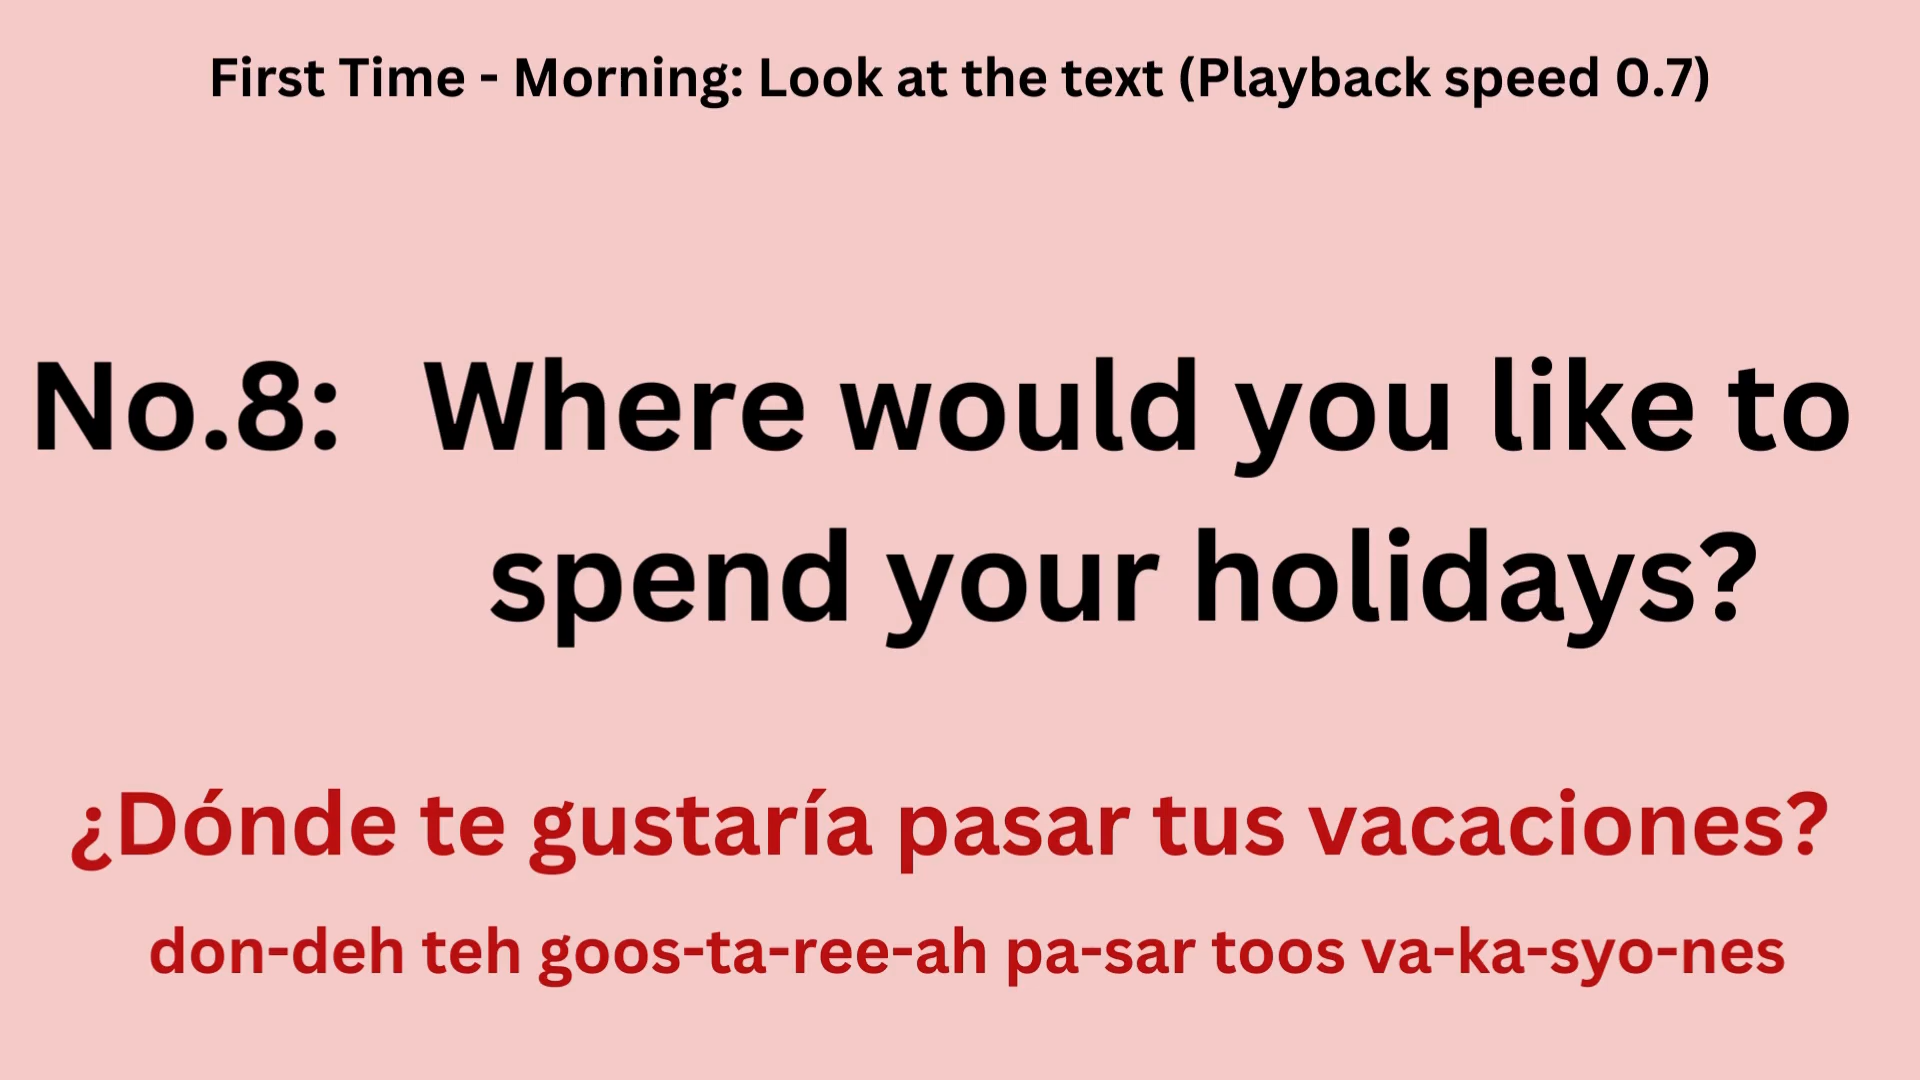 First Time - Morning: Look at the text (Playback speed 0.7)
No.8: Where would you like to
spend your holidays?
¿Dónde te gustaría pasar tus vacaciones?
don-deh teh goos-ta-ree-ah pa-sar toos va-ka-syo-nes